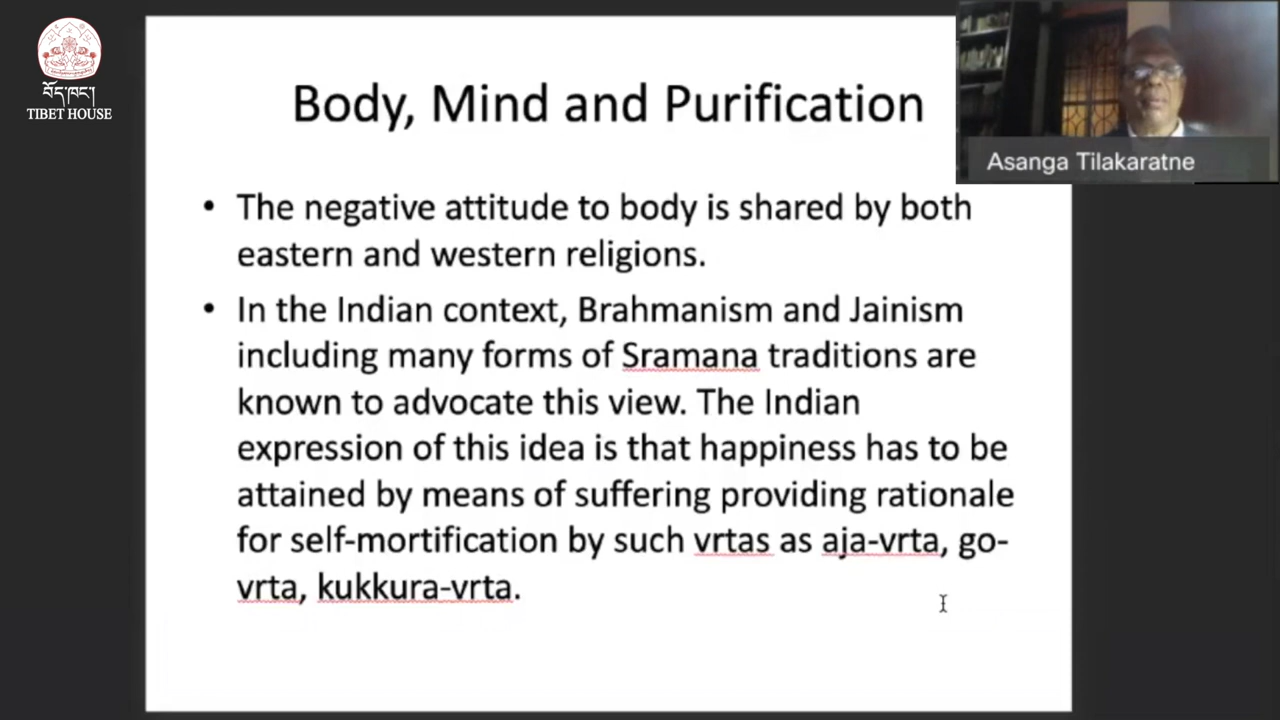 བོད་ཁང།
TIBET HOUSE
Body, Mind and Purification
Asanga Tilakaratne
• The negative attitude to body is shared by both
eastern and western religions.
• In the Indian context, Brahmanism and Jainism
including many forms of Sramana traditions are
known to advocate this view. The Indian
expression of this idea is that happiness has to be
attained by means of suffering providing rationale
for self-mortification by such vrtas as aja-vrta, go-
vrta, kukkura-vrta.